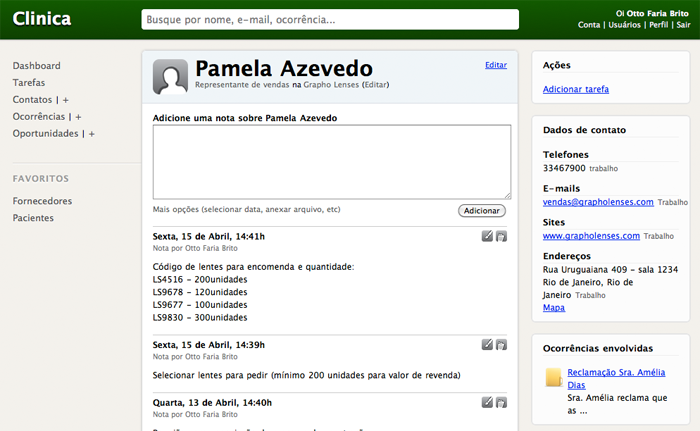 Clinica
Busque por nome, e-mail, ocorrência...
Oi Otto Faria Brito
Conta | Usuários | Perfil | Sair
Dashboard
Tarefas
Contatos | +
Ocorrências | +
Oportunidades | +
FAVORITOS
Fornecedores
Pacientes
Pamela Azevedo
Editar
Representante de vendas na Grapho Lenses (Editar)
Adicione uma nota sobre Pamela Azevedo
Mais opções (selecionar data, anexar arquivo, etc)
Adicionar
Sexta, 15 de Abril, 14:41h
Nota por Otto Faria Brito
Código de lentes para encomenda e quantidade:
LS4516 - 200unidades
LS9678 - 120unidades
LS9677 - 100unidades
LS9830 - 300unidades
Sexta, 15 de Abril, 14:39h
Nota por Otto Faria Brito
Selecionar lentes para pedir (mínimo 200 unidades para valor de revenda)
Quarta, 13 de Abril, 14:40h
Nota por Otto Faria Brito
Ações
Adicionar tarefa
Dados de contato
Telefones
33467900 trabalho
E-mails
vendas@grapholenses.com Trabalho
Sites
www.grapholenses.com Trabalho
Endereços
Rua Uruguaiana 409 - sala 1234
Rio de Janeiro, Rio de
Janeiro Trabalho
Mapa
Ocorrências envolvidas
Reclamação Sra. Amélia
Dias
Sra. Amélia reclama que
as ...